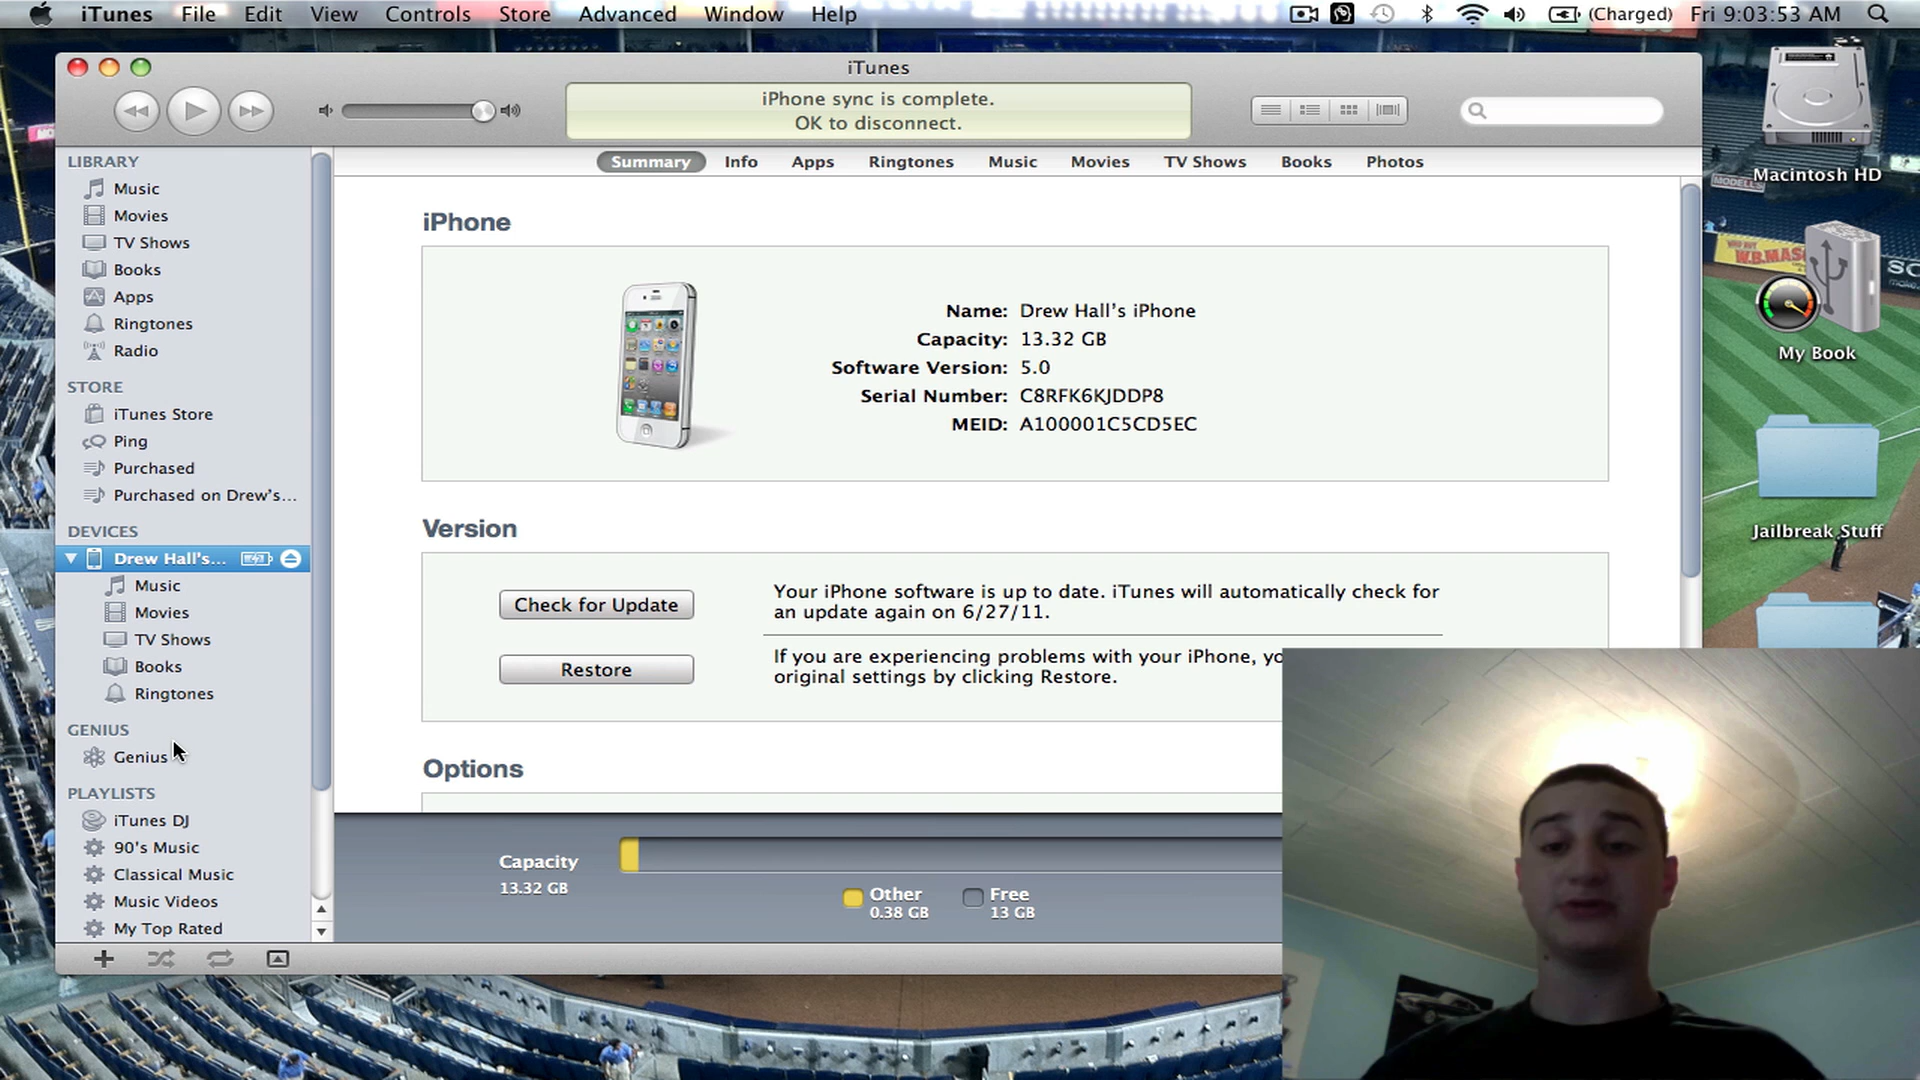 iTunes File Edit View Controls Store Advanced Window Help
(Charged) Fri 9:03:53 AM
iTunes
iPhone sync is complete.
OK to disconnect.
LIBRARY
Music
Movies
TV Shows
Books
Apps
Ringtones
Radio
STORE
iTunes Store
Ping
Purchased
Purchased on Drew's...
DEVICES
Drew Hall's...
Music
Movies
TV Shows
Books
Ringtones
GENIUS
Genius
PLAYLISTS
iTunes DJ
90's Music
Classical Music
Music Videos
My Top Rated
Summary Info Apps Ringtones Music Movies TV Shows Books Photos
iPhone
Name: Drew Hall's iPhone
Capacity: 13.32 GB
Software Version: 5.0
Serial Number: C8RFK6KJDDP8
MEID: A100001C5CD5EC
Version
Check for Update
Your iPhone software is up to date. iTunes will automatically check for
an update again on 6/27/11.
Restore
If you are experiencing problems with your iPhone, yo
original settings by clicking Restore.
Options
Capacity
13.32 GB
Other
0.38 GB
Free
13 GB
Macintosh HD
MODELL'S
W.B.MAS
My Book
Jailbreak Stuff